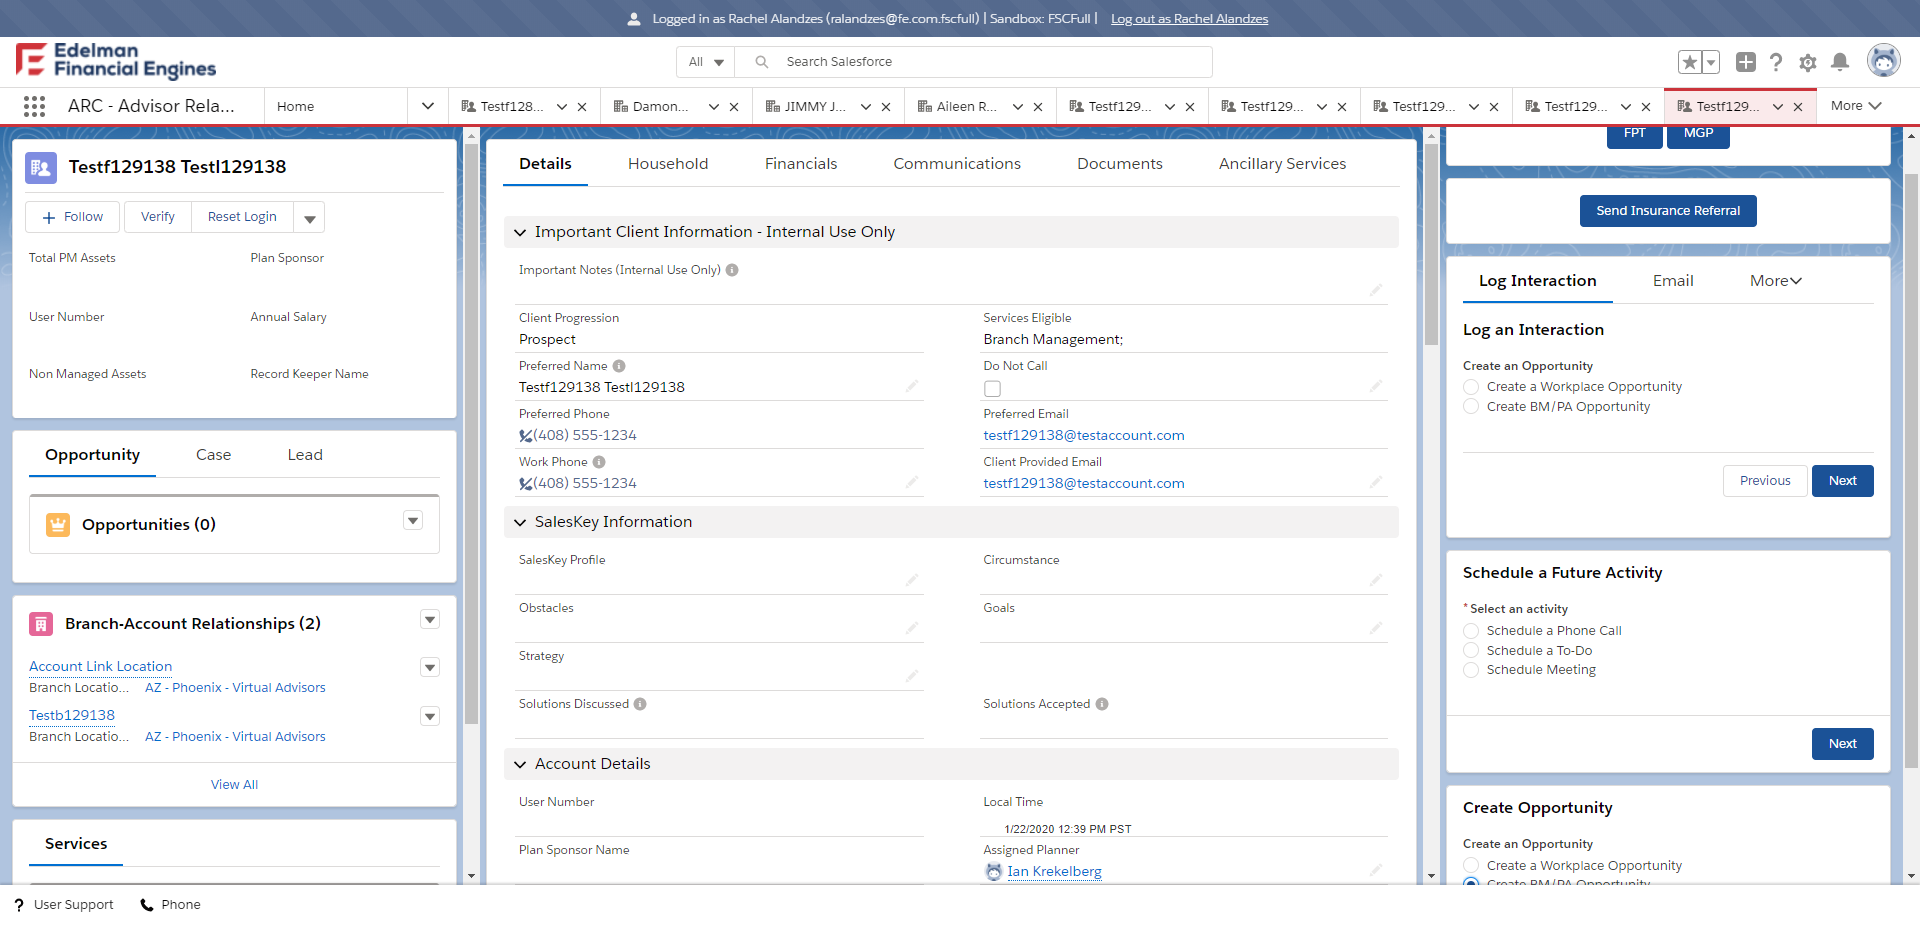 Logged in as Rachel Alandzes (ralandzes@fe.com.fscfull) | Sandbox: FSCFull | Log out as Rachel Alandzes
Edelman
Financial Engines
All
Search Salesforce
ARC - Advisor Rela...
Home
Testf128...
Damon...
JIMMY J...
Aileen R...
Testf129...
Testf129...
Testf129...
Testf129...
Testf129...
More
Testf129138 Testl129138
Follow
Verify
Reset Login
Total PM Assets
Plan Sponsor
User Number
Annual Salary
Non Managed Assets
Record Keeper Name
Opportunity
Case
Lead
Opportunities (0)
Branch-Account Relationships (2)
Account Link Location
Branch Locatio... AZ - Phoenix - Virtual Advisors
Testb129138
Branch Locatio... AZ - Phoenix - Virtual Advisors
View All
Services
Details
Household
Financials
Communications
Documents
Ancillary Services
Important Client Information - Internal Use Only
Important Notes (Internal Use Only)
Client Progression
Prospect
Services Eligible
Branch Management;
Preferred Name
Testf129138 Testl129138
Do Not Call
Preferred Phone
(408) 555-1234
Preferred Email
testf129138@testaccount.com
Work Phone
(408) 555-1234
Client Provided Email
testf129138@testaccount.com
SalesKey Information
SalesKey Profile
Circumstance
Obstacles
Goals
Strategy
Solutions Discussed
Solutions Accepted
Account Details
User Number
Local Time
1/22/2020 12:39 PM PST
Plan Sponsor Name
Assigned Planner
Ian Krekelberg
FPT
MGP
Send Insurance Referral
Log Interaction
Email
More
Log an Interaction
Create an Opportunity
Create a Workplace Opportunity
Create BM/PA Opportunity
Previous
Next
Schedule a Future Activity
*Select an activity
Schedule a Phone Call
Schedule a To-Do
Schedule Meeting
Next
Create Opportunity
Create an Opportunity
Create a Workplace Opportunity
Create BM/PA Opportunity
User Support
Phone